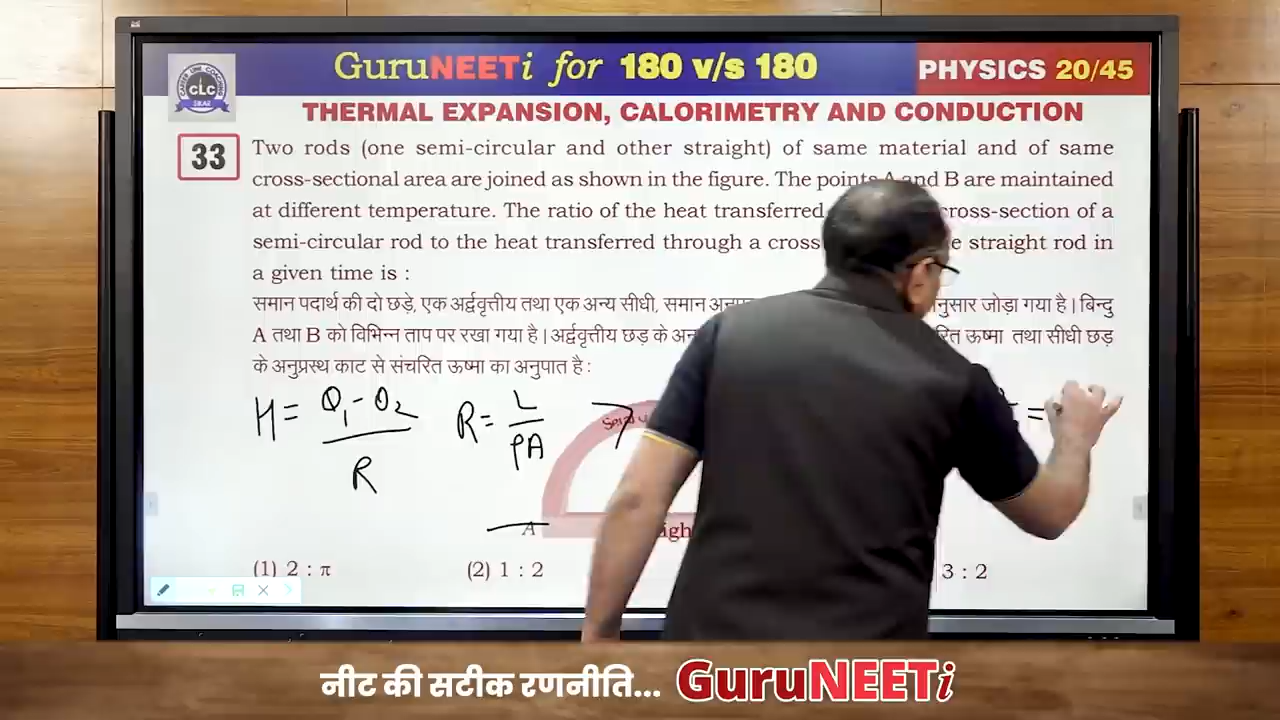 GuruNEETi for 180 v/s 180
PHYSICS 20/45
CLC
SIKAR
THERMAL EXPANSION, CALORIMETRY AND CONDUCTION
33
Two rods (one semi-circular and other straight) of same material and of same
cross-sectional area are joined as shown in the figure. The points A and B are maintained
at different temperature. The ratio of the heat transferred cross-section of a
semi-circular rod to the heat transferred through a cross straight rod in
a given time is :
समान पदार्थ की दो छड़े, एक अर्द्धवृत्तीय तथा एक अन्य सीधी, समान जोड़ा गया है। बिन्दु
A तथा B को विभिन्न ताप पर रखा गया है। अर्द्धवृत्तीय छड़ के ऊष्मा तथा सीधी छड़
के अनुप्रस्थ काट से संचरित ऊष्मा का अनुपात है :
H = θ₁-θ₂ / R R = L / ρA
A
(1) 2 : π (2) 1 : 2 3 : 2
नीट की सटीक रणनीति... GuruNEETi